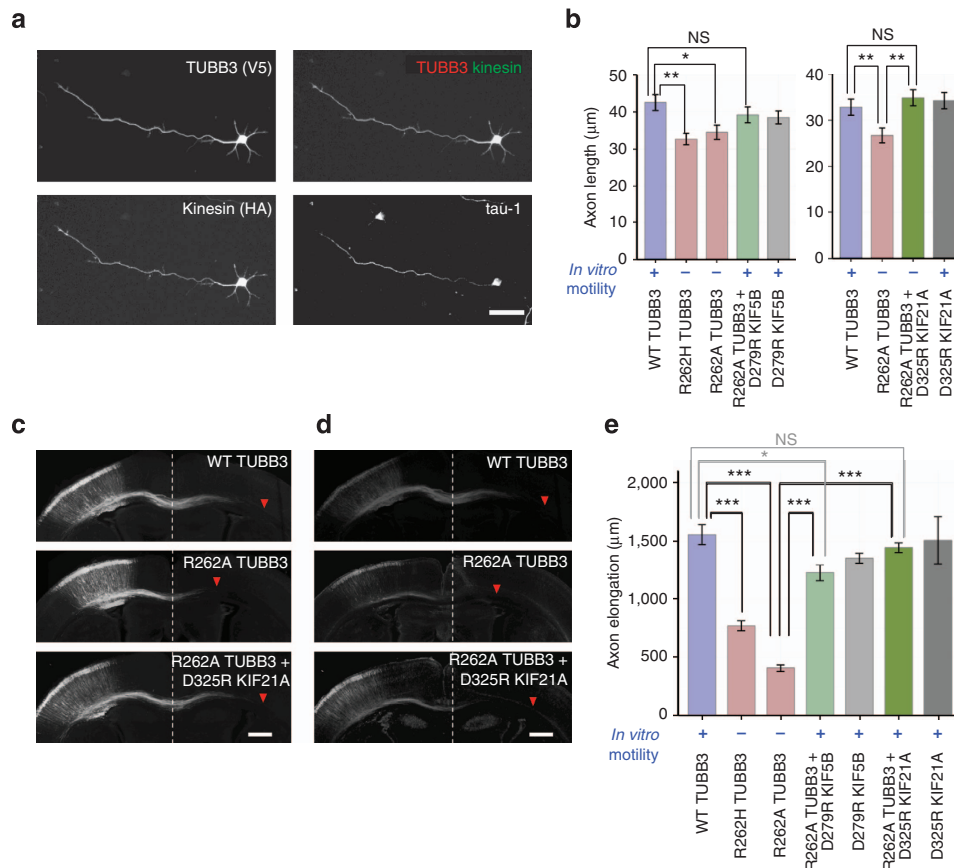 a
TUBB3 (V5)
TUBB3 kinesin
Kinesin (HA)
tau-1
b
NS
*
**
NS
**
**
Axon length (μm)
50
40
30
20
10
0
40
30
20
10
0
In vitro
motility
+
–
–
+
+
+
–
–
+
WT TUBB3
R262H TUBB3
R262A TUBB3
R262A TUBB3 +
D279R KIF5B
D279R KIF5B
WT TUBB3
R262A TUBB3
R262A TUBB3 +
D325R KIF21A
D325R KIF21A
c
WT TUBB3
R262A TUBB3
R262A TUBB3 +
D325R KIF21A
d
WT TUBB3
R262A TUBB3
R262A TUBB3 +
D325R KIF21A
e
NS
*
***
***
***
***
Axon elongation (μm)
2,000
1,500
1,000
500
0
In vitro
motility
+
–
–
+
+
+
+
WT TUBB3
R262H TUBB3
R262A TUBB3
R262A TUBB3 +
D279R KIF5B
D279R KIF5B
R262A TUBB3 +
D325R KIF21A
D325R KIF21A